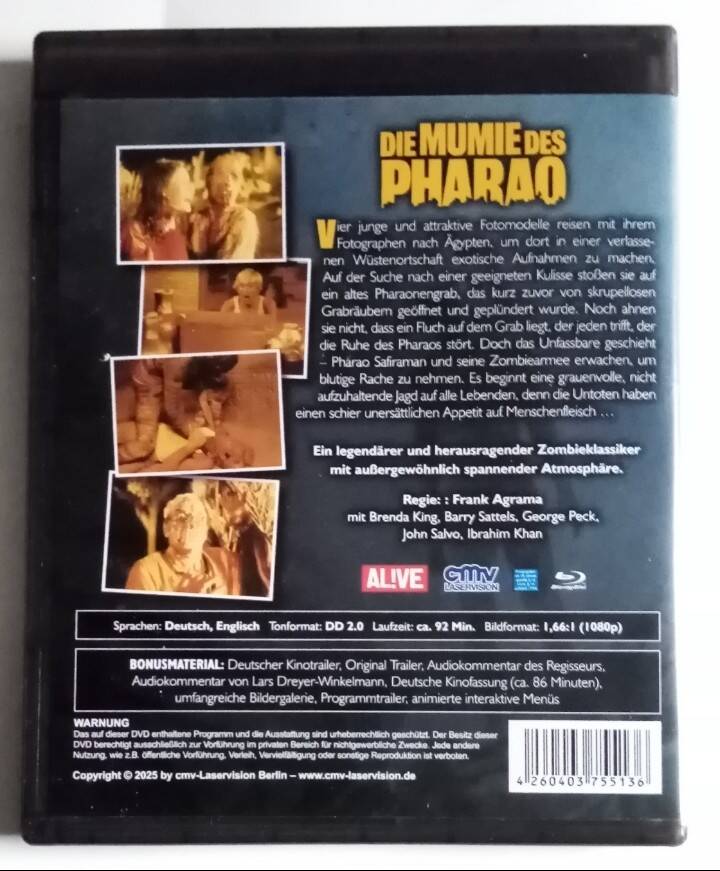 DIE MUMIE DES
PHARAO
Vier junge und attraktive Fotomodelle reisen mit ihrem
Fotographen nach Ägypten, um dort in einer verlasse-
nen Wüstenortschaft exotische Aufnahmen zu machen.
Auf der Suche nach einer geeigneten Kulisse stoßen sie auf
ein altes Pharaonengrab, das kurz zuvor von skrupellosen
Grabräubern geöffnet und geplündert wurde. Noch ahnen
sie nicht, dass ein Fluch auf dem Grab liegt, der jeden trifft, der
die Ruhe des Pharaos stört. Doch das Unfassbare geschieht
– Pharao Safiraman und seine Zombiearmee erwachen, um
blutige Rache zu nehmen. Es beginnt eine grauenvolle, nicht
aufzuhaltende Jagd auf alle Lebenden, denn die Untoten haben
einen schier unersättlichen Appetit auf Menschenfleisch ...
Ein legendärer und herausragender Zombieklassiker
mit außergewöhnlich spannender Atmosphäre.
Regie: : Frank Agrama
mit Brenda King, Barry Sattels, George Peck,
John Salvo, Ibrahim Khan
AL!VE cmv LASERVISION Blu-ray Disc
Sprachen: Deutsch, Englisch Tonformat: DD 2.0 Laufzeit: ca. 92 Min. Bildformat: 1,66:1 (1080p)
BONUSMATERIAL: Deutscher Kinotrailer, Original Trailer, Audiokommentar des Regisseurs,
Audiokommentar von Lars Dreyer-Winkelmann, Deutsche Kinofassung (ca. 86 Minuten),
umfangreiche Bildergalerie, Programmtrailer, animierte interaktive Menüs
WARNUNG
Das auf dieser DVD enthaltene Programm und die Ausstattung sind urheberrechtlich geschützt. Der Besitz dieser
DVD berechtigt ausschließlich zur Vorführung im privaten Bereich für nichtgewerbliche Zwecke. Jede andere
Nutzung, wie z.B. öffentliche Vorführung, Verleih, Vervielfältigung oder sonstige Reproduktion ist verboten.
Copyright © 2025 by cmv-Laservision Berlin – www.cmv-laservision.de
4 260403 755136